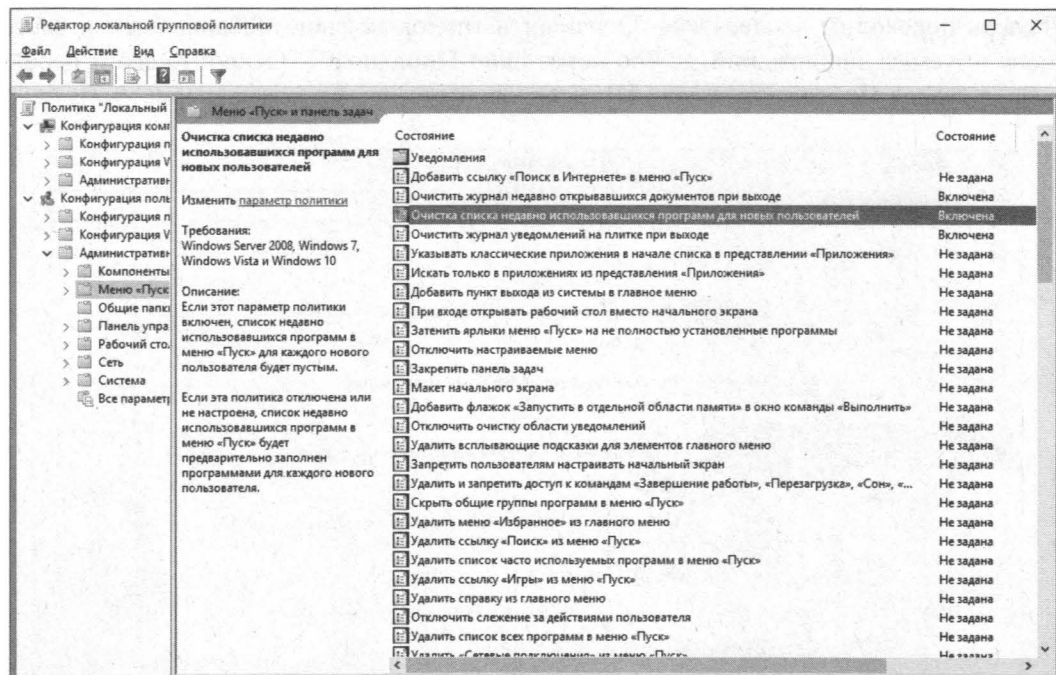 Редактор локальной групповой политики
Файл Действие Вид Справка
Политика "Локальный
Конфигурация комп
Конфигурация п
Конфигурация W
Административн
Конфигурация поль
Конфигурация п
Конфигурация W
Административн
Компоненты
Меню «Пуск
Общие папки
Панель упра
Рабочий сто.
Сеть
Система
Все параметр
Меню «Пуск» и панель задач
Очистка списка недавно
использовавшихся программ для
новых пользователей
Изменить параметр политики
Требования:
Windows Server 2008, Windows 7,
Windows Vista и Windows 10
Описание:
Если этот параметр политики
включен, список недавно
использовавшихся программ в
меню «Пуск» для каждого нового
пользователя будет пустым.
Если эта политика отключена или
не настроена, список недавно
использовавшихся программ в
меню «Пуск» будет
предварительно заполнен
программами для каждого нового
пользователя.
Состояние Состояние
Уведомления
Добавить ссылку «Поиск в Интернете» в меню «Пуск» Не задана
Очистить журнал недавно открывавшихся документов при выходе Включена
Очистка списка недавно использовавшихся программ для новых пользователей Включена
Очистить журнал уведомлений на плитке при выходе Включена
Указывать классические приложения в начале списка в представлении «Приложения» Не задана
Искать только в приложениях из представления «Приложения» Не задана
Добавить пункт выхода из системы в главное меню Не задана
При входе открывать рабочий стол вместо начального экрана Не задана
Затенить ярлыки меню «Пуск» на не полностью установленные программы Не задана
Отключить настраиваемые меню Не задана
Закрепить панель задач Не задана
Макет начального экрана Не задана
Добавить флажок «Запустить в отдельной области памяти» в окно команды «Выполнить» Не задана
Отключить очистку области уведомлений Не задана
Удалить всплывающие подсказки для элементов главного меню Не задана
Запретить пользователям настраивать начальный экран Не задана
Удалить и запретить доступ к командам «Завершение работы», «Перезагрузка», «Сон», «... Не задана
Скрыть общие группы программ в меню «Пуск» Не задана
Удалить меню «Избранное» из главного меню Не задана
Удалить ссылку «Поиск» из меню «Пуск» Не задана
Удалить список часто используемых программ в меню «Пуск» Не задана
Удалить ссылку «Игры» из меню «Пуск» Не задана
Удалить справку из главного меню Не задана
Отключить слежение за действиями пользователя Не задана
Удалить список всех программ в меню «Пуск» Не задана
Удалить «Сетевые подключения» из меню «Пуск» Не задана